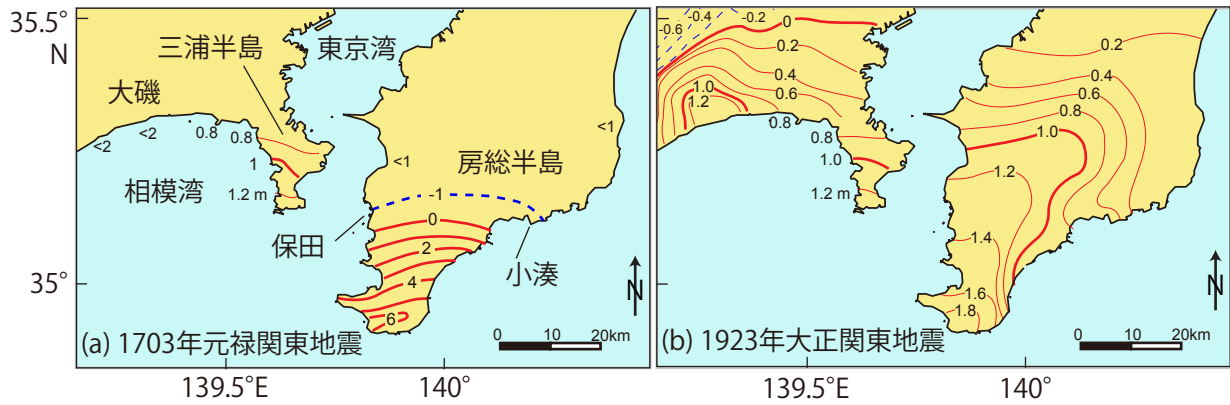 35.5°
N
35°
三浦半島
東京湾
大磯
<2
<2
0.8
0.8
1
1.2 m
相模湾
<1
<1
房総半島
-1
0
2
4
6
保田
小湊
N
(a) 1703年元禄関東地震
0 10 20km
139.5°E
140°
-0.6
-0.4
-0.2
0
0.2
0.4
0.6
0.8
1.0
1.2
0.8
1.0
1.2
0.2
0.4
0.6
0.8
1.0
1.2
1.4
1.6
1.8
N
(b) 1923年大正関東地震
0 10 20km
139.5°E
140°